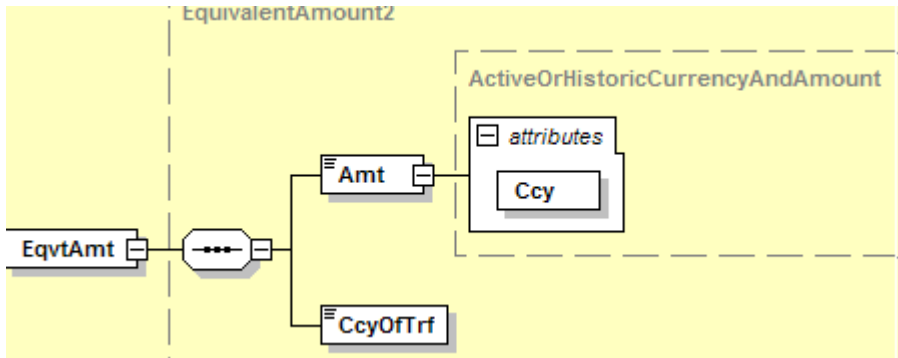 EquivalentAmount2
ActiveOrHistoricCurrencyAndAmount
attributes
Amt
Ccy
EqvtAmt
CcyOfTrf